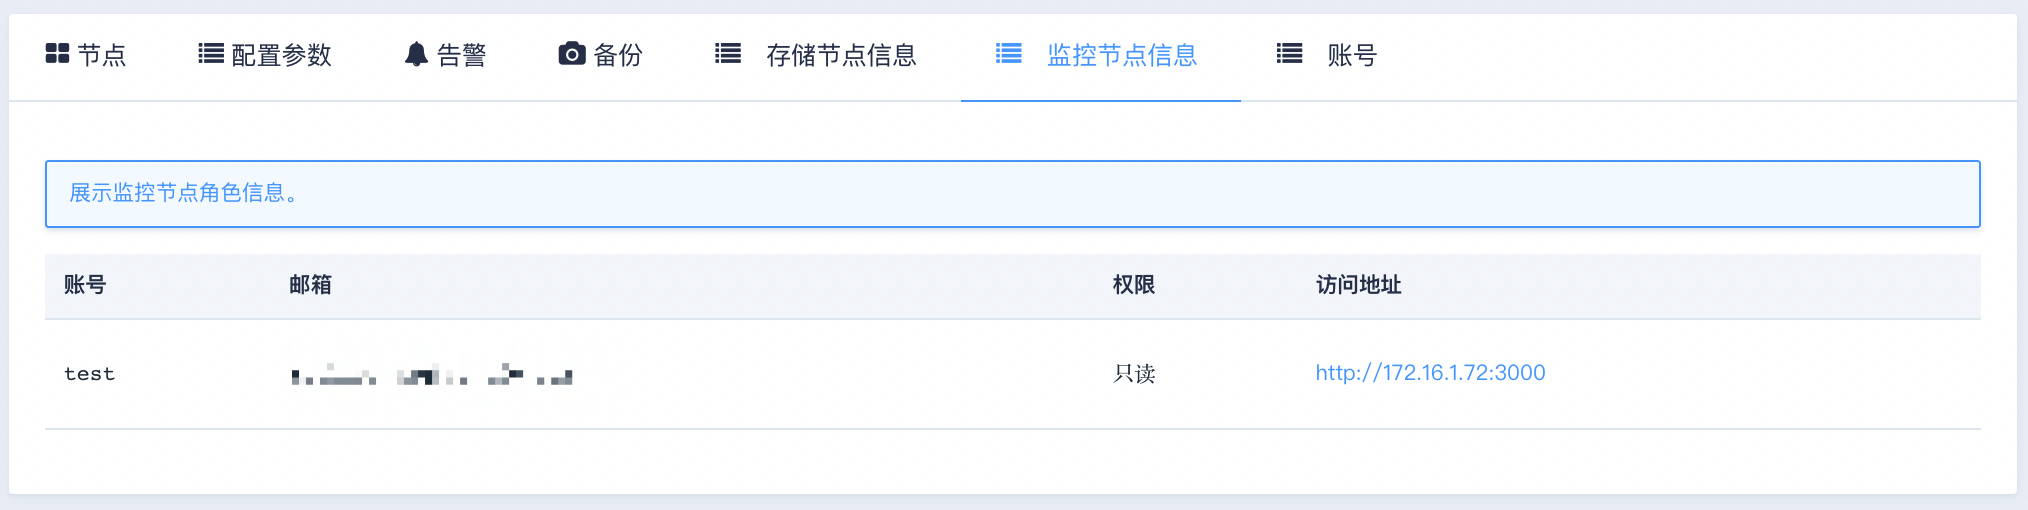 节点 配置参数 告警 备份 存储节点信息 监控节点信息 账号
展示监控节点角色信息。
账号 邮箱 权限 访问地址
test 只读 http://172.16.1.72:3000